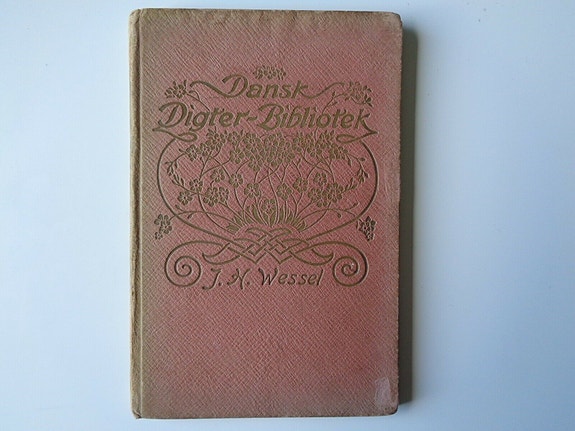 Dansk
Digter-Bibliotek
J. H. Wessel